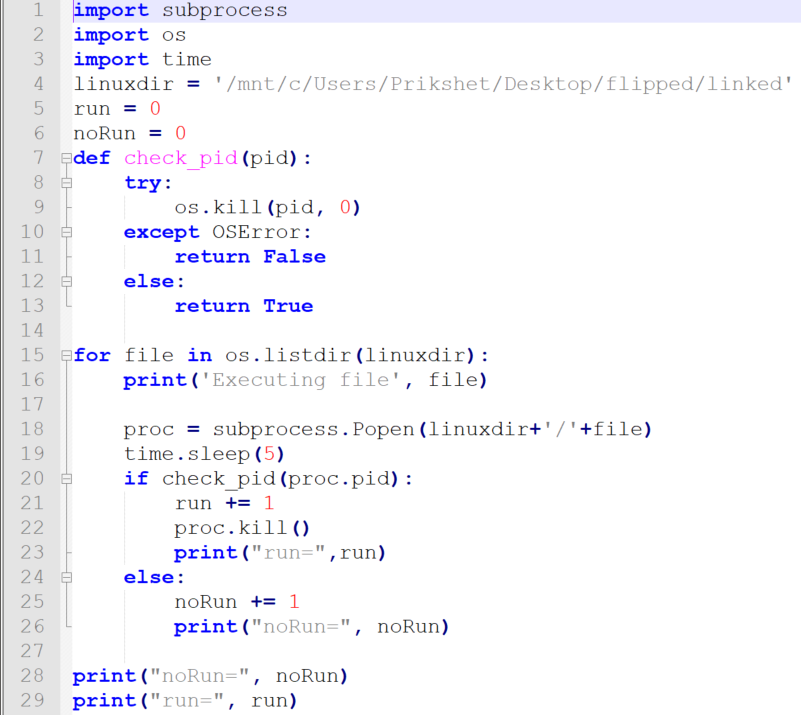 1 import subprocess
2 import os
3 import time
4 linuxdir = '/mnt/c/Users/Prikshet/Desktop/flipped/linked'
5 run = 0
6 noRun = 0
7 def check_pid(pid):
8     try:
9         os.kill(pid, 0)
10     except OSError:
11         return False
12     else:
13         return True
14
15 for file in os.listdir(linuxdir):
16     print('Executing file', file)
17
18     proc = subprocess.Popen(linuxdir+'/'+file)
19     time.sleep(5)
20     if check_pid(proc.pid):
21         run += 1
22         proc.kill()
23         print("run=",run)
24     else:
25         noRun += 1
26         print("noRun=", noRun)
27
28 print("noRun=", noRun)
29 print("run=", run)